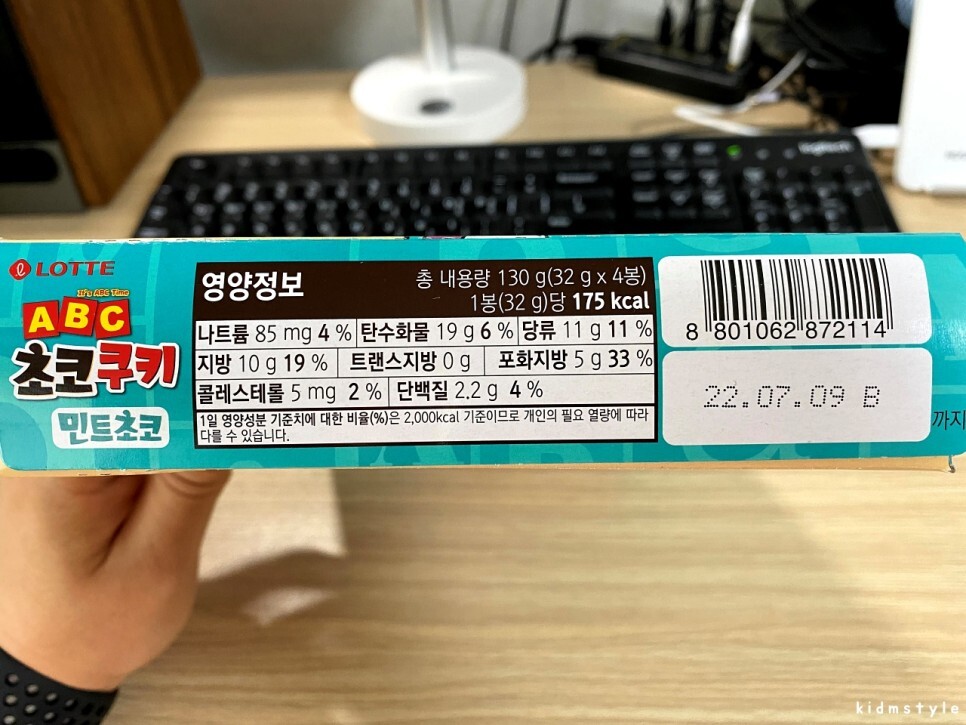 LOTTE
It's ABC Time
ABC
초코쿠키
민트초코
영양정보
총 내용량 130 g(32 g x 4봉)
1봉(32 g)당 175 kcal
나트륨 85 mg 4 % 탄수화물 19 g 6 % 당류 11 g 11 %
지방 10 g 19 % 트랜스지방 0 g 포화지방 5 g 33 %
콜레스테롤 5 mg 2 % 단백질 2.2 g 4 %
1일 영양성분 기준치에 대한 비율(%)은 2,000kcal 기준이므로 개인의 필요 열량에 따라
다를 수 있습니다.
8 801062 872114
22.07.09 B
까지
kidmstyle